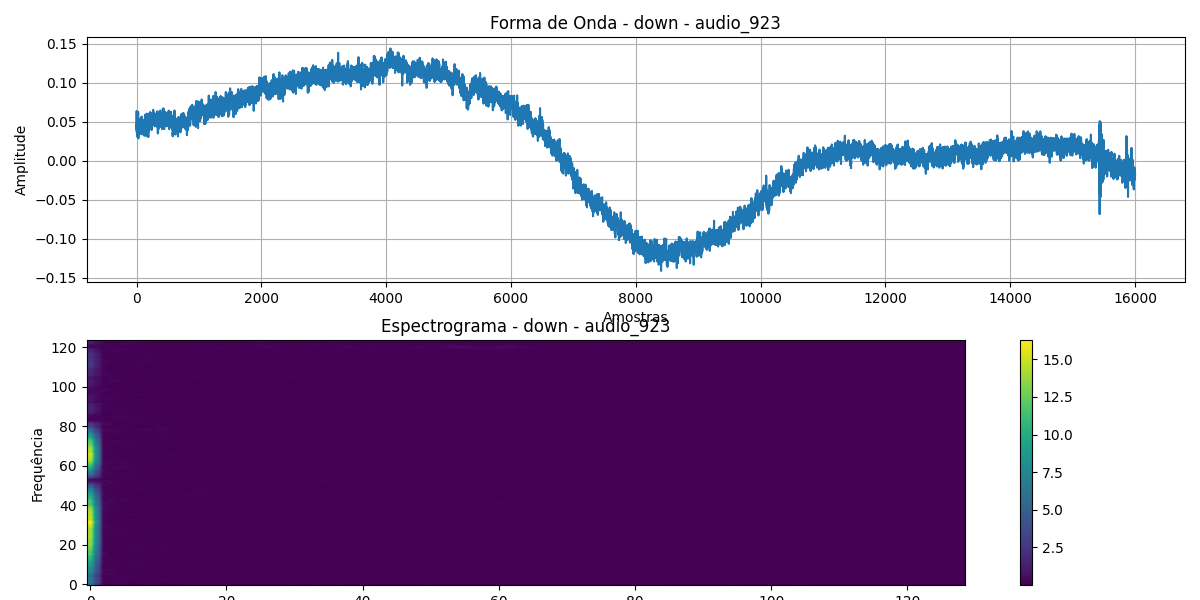 Forma de Onda - down - audio_923
0.15
0.10
0.05
0.00
−0.05
−0.10
−0.15
Amplitude
0 2000 4000 6000 8000 10000 12000 14000 16000
Amostras
Espectrograma - down - audio_923
120
100
80
60
40
20
0
Frequência
0 20 40 60 80 100 120
15.0
12.5
10.0
7.5
5.0
2.5